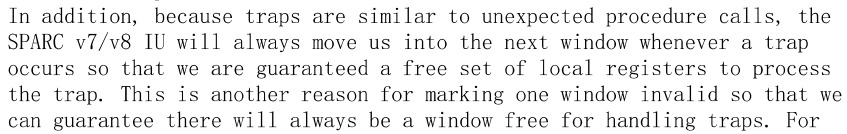 In addition, because traps are similar to unexpected procedure calls, the
SPARC v7/v8 IU will always move us into the next window whenever a trap
occurs so that we are guaranteed a free set of local registers to process
the trap. This is another reason for marking one window invalid so that we
can guarantee there will always be a window free for handling traps. For